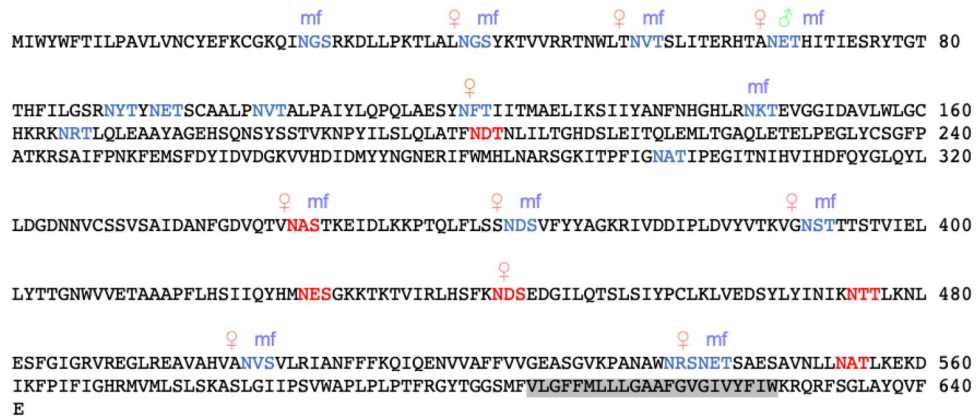 mf ♀ mf ♀ mf ♀ ♂ mf
MIWYWFTILPAVLVNCYEFKCGKQINGSRKDLLPKTLALNGSYKTVVRRTNWLTNVTSLITERHTANETHITIESRYTGT 80
♀ mf
THFILGSRNYTYNETSCAALPNVTALPAIYLQPQLAESYNFTIITMAELIKSIIYANFNHGHLRNKTEVGGIDAVLWLGC 160
HKRKNRTLQLEAAYAGEHSQNSYSSTVKNPYILSLQLATFNDTNLILTGHDSLEITQLEMLTGAQLETELPEGLYCSGFP 240
ATKRSAIFPNKFEMSFDYIDVDGKVVHDIDMYYNGNERIFWMHLNARSGKITPFIGNATIPEGITNIHVIHDFQYGLQYL 320
♀ mf ♀ mf ♀ mf
LDGDNNVCSSVSAIDANFGDVQTVNASTKEIDLKKPTQLFLSSNDSVFYYAGKRIVDDIPLDVYVTKVGNSTTTSTVIEL 400
♀
LYTTGNWVVETAAAPFLHSIIQYHMNESGKKTKTVIRLHSFKNDSEDGILQTSLSIYPCLKLVEDSYLYINIKNTTLKNL 480
♀ mf ♀ mf
ESFGIGRVREGLREAVAHVANVSVLRIANFFFKQIQENVVAFFVVVGEASGVKPANAWNRSNETSAESAVNLLNATLKEKD 560
IKFPIFIGHRMVMLSLSKASLGIIPSVWAPLPLPTFRGYTGGSMFVLGFFMLLLGAAFGVGIVYFIWKRQRFSGLAYQVF 640
E